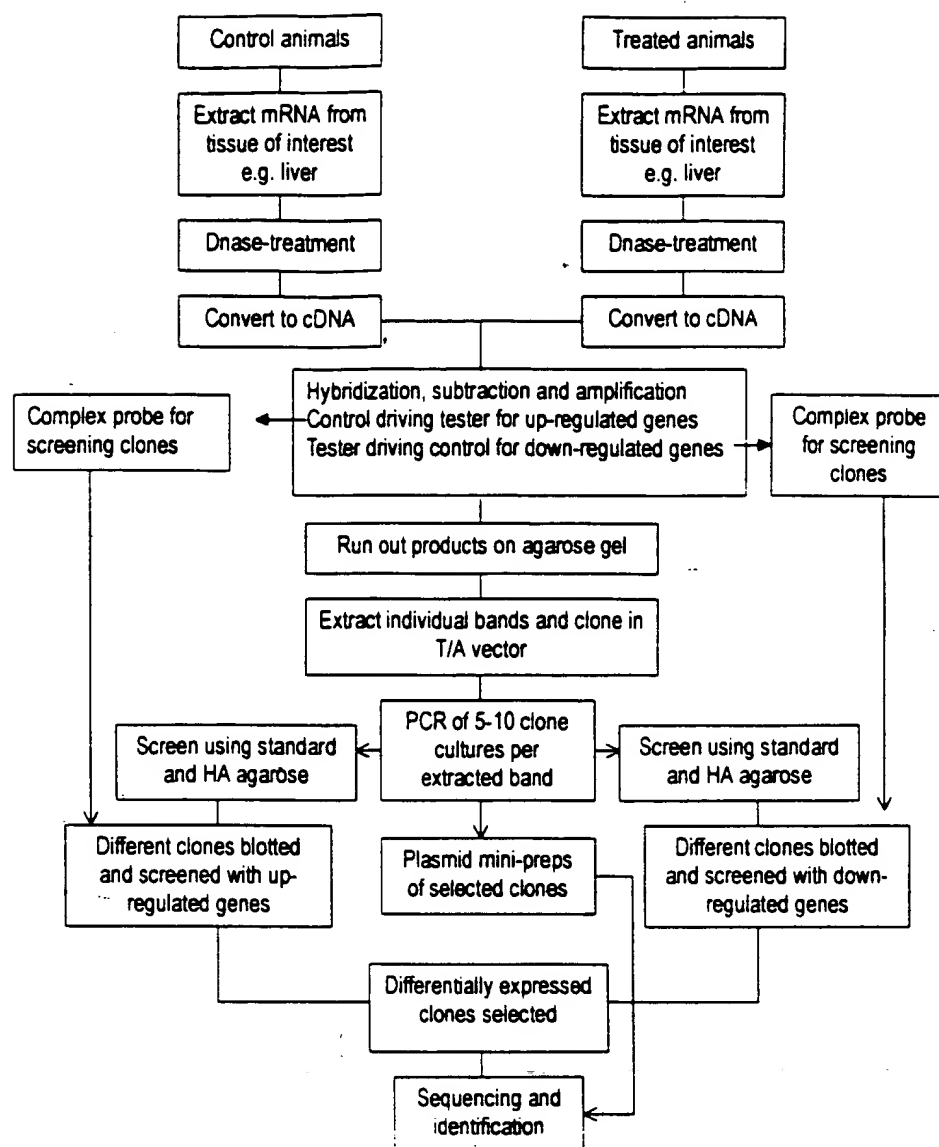 Control animals
Treated animals
Extract mRNA from
tissue of interest
e.g. liver
Extract mRNA from
tissue of interest
e.g. liver
Dnase-treatment
Dnase-treatment
Convert to cDNA
Convert to cDNA
Hybridization, subtraction and amplification
Control driving tester for up-regulated genes
Tester driving control for down-regulated genes
Complex probe for
screening clones
Complex probe
for screening
clones
Run out products on agarose gel
Extract individual bands and clone in
T/A vector
PCR of 5-10 clone
cultures per
extracted band
Screen using standard
and HA agarose
Screen using standard
and HA agarose
Different clones blotted
and screened with up-
regulated genes
Plasmid mini-preps
of selected clones
Different clones blotted
and screened with down-
regulated genes
Differentially expressed
clones selected
Sequencing and
identification